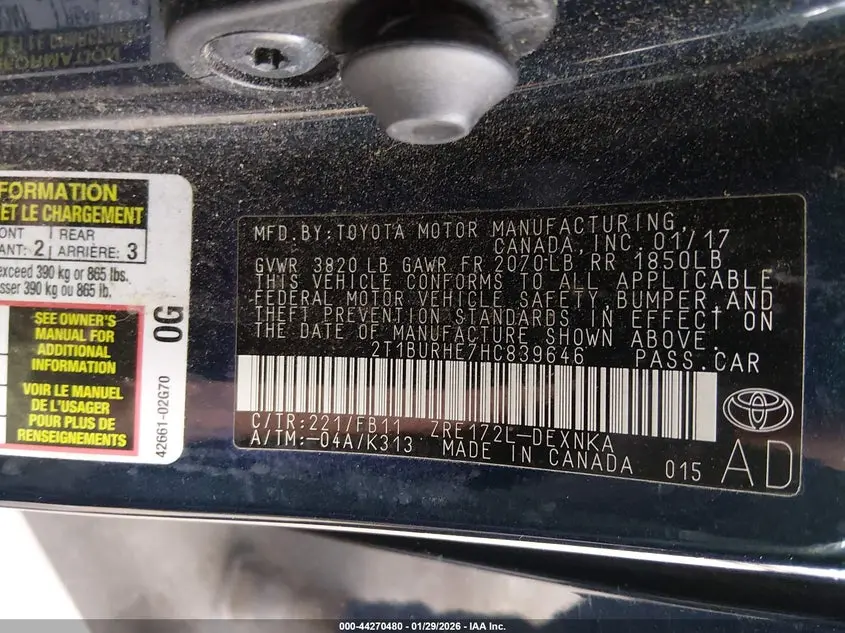 FORMATION
ET LE CHARGEMENT
ONT REAR
ANT: 2 ARRIÈRE: 3
exceed 390 kg or 865 lbs.
sser 390 kg ou 865 lb.
SEE OWNER'S
MANUAL FOR
ADDITIONAL
INFORMATION
VOIR LE MANUEL
DE L'USAGER
POUR PLUS DE
RENSEIGNEMENTS
0G
42661-02G70
MFD. BY: TOYOTA MOTOR MANUFACTURING,
CANADA, INC. 01/17
GVWR 3820 LB GAWR FR 2070 LB, RR 1850LB
THIS VEHICLE CONFORMS TO ALL APPLICABLE
FEDERAL MOTOR VEHICLE SAFETY, BUMPER, AND
THEFT PREVENTION STANDARDS IN EFFECT ON
THE DATE OF MANUFACTURE SHOWN ABOVE.
2T1BURHE7HC839646 PASS. CAR
C/TR: 221/FB11 ZRE172L-DEXNKA
A/TM: -04A/K313 MADE IN CANADA 015
AD
000-44270480 - 01/29/2026 - IAA Inc.